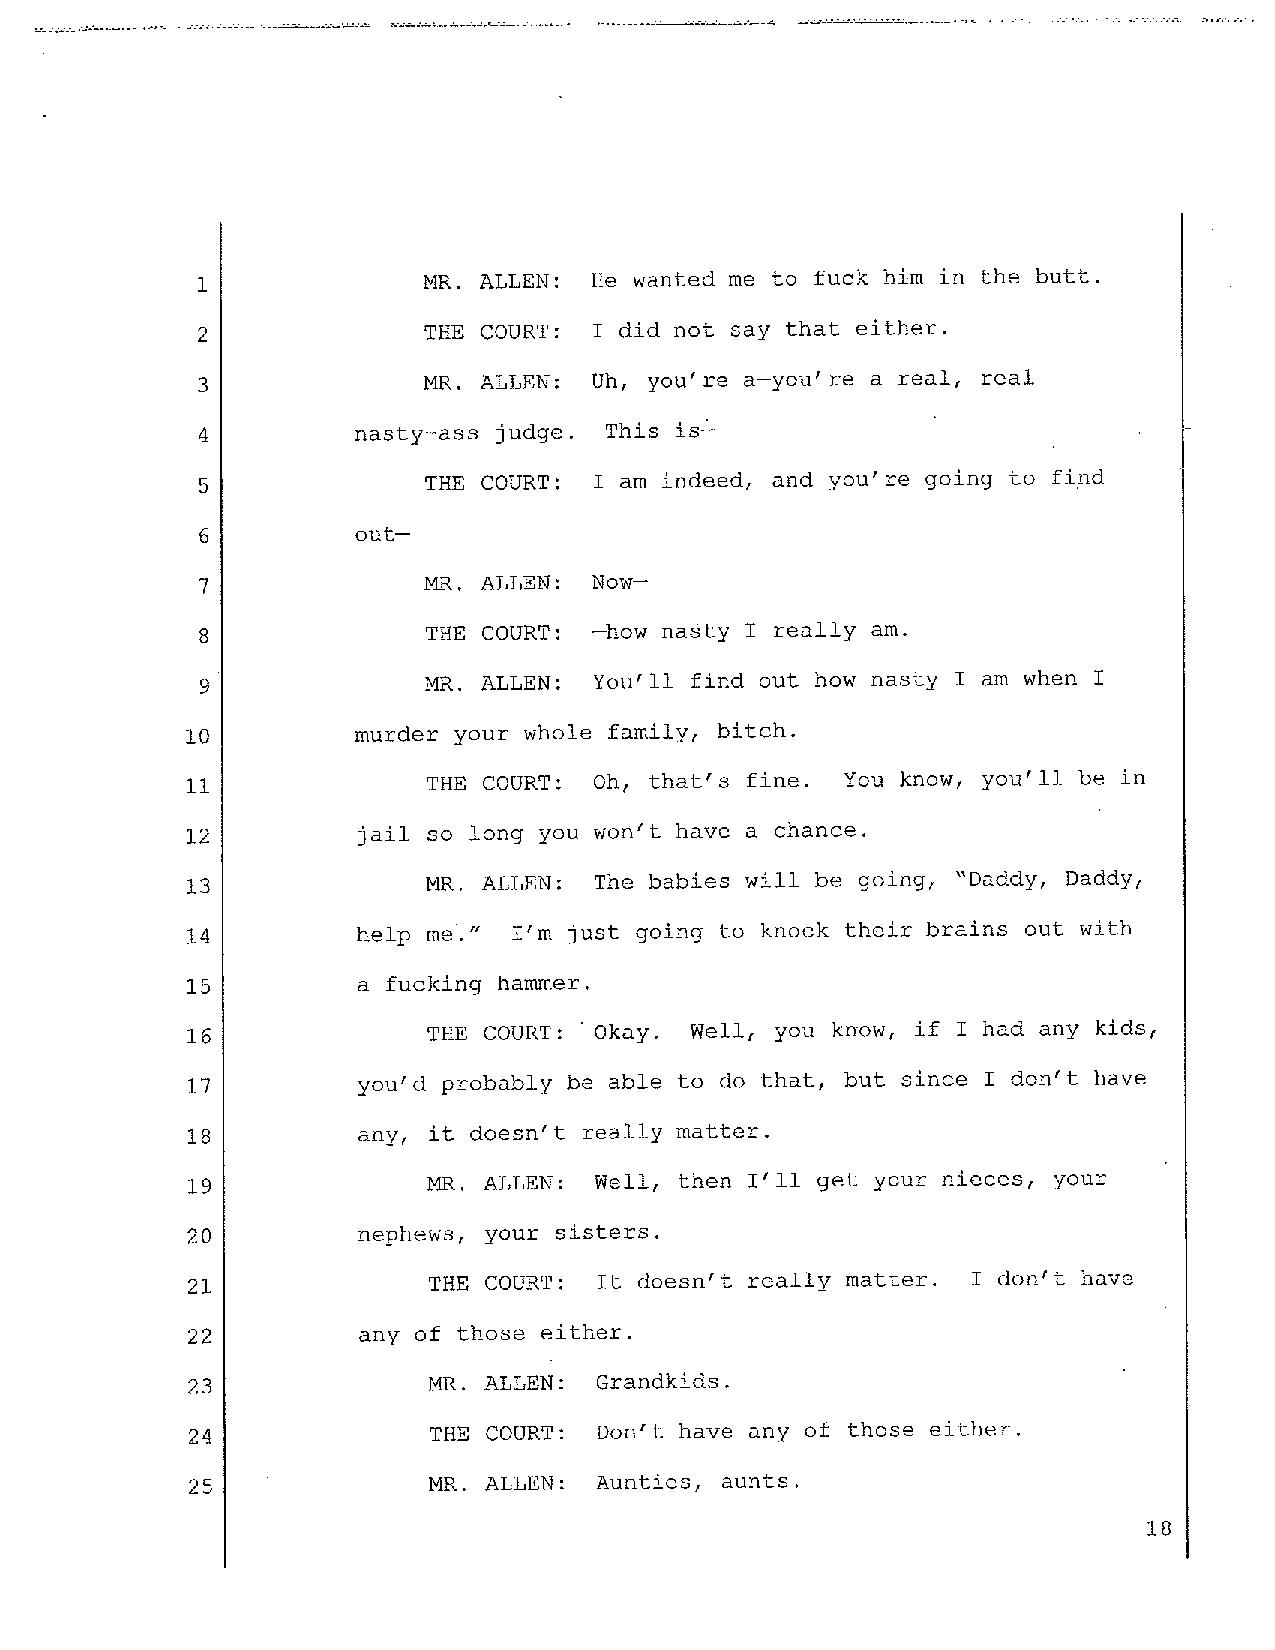 1 MR. ALLEN: He wanted me to fuck him in the butt.
2 THE COURT: I did not say that either.
3 MR. ALLEN: Uh, you're a—you're a real, real
4 nasty-ass judge. This is--
5 THE COURT: I am indeed, and you're going to find
6 out—
7 MR. ALLEN: Now—
8 THE COURT: —how nasty I really am.
9 MR. ALLEN: You'll find out how nasty I am when I
10 murder your whole family, bitch.
11 THE COURT: Oh, that's fine. You know, you'll be in
12 jail so long you won't have a chance.
13 MR. ALLEN: The babies will be going, "Daddy, Daddy,
14 help me." I'm just going to knock their brains out with
15 a fucking hammer.
16 THE COURT: Okay. Well, you know, if I had any kids,
17 you'd probably be able to do that, but since I don't have
18 any, it doesn't really matter.
19 MR. ALLEN: Well, then I'll get your nieces, your
20 nephews, your sisters.
21 THE COURT: It doesn't really matter. I don't have
22 any of those either.
23 MR. ALLEN: Grandkids.
24 THE COURT: Don't have any of those either.
25 MR. ALLEN: Aunties, aunts.
18